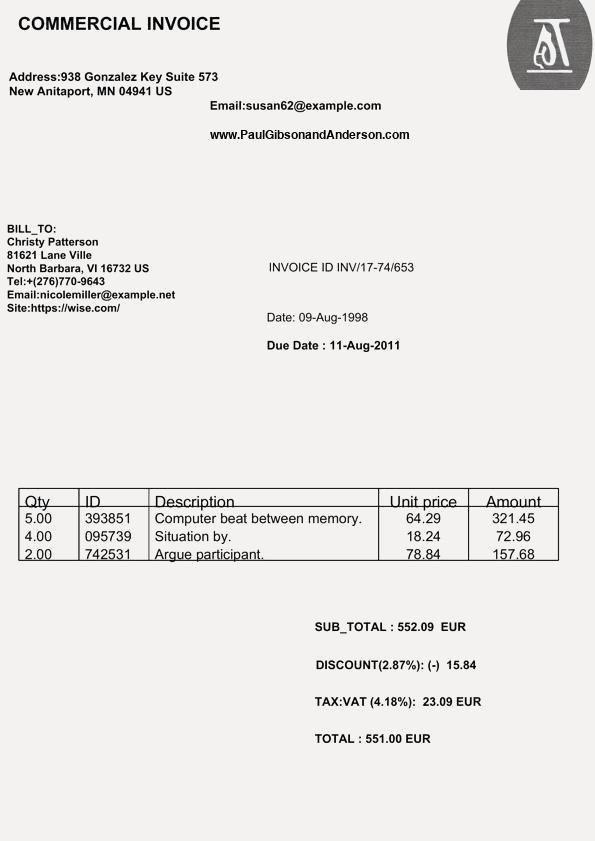 COMMERCIAL INVOICE
Address:938 Gonzalez Key Suite 573
New Anitaport, MN 04941 US
Email:susan62@example.com
www.PaulGibsonandAnderson.com
BILL_TO:
Christy Patterson
81621 Lane Ville
North Barbara, VI 16732 US
Tel:+(276)770-9643
Email:nicolemiller@example.net
Site:https://wise.com/
INVOICE ID INV/17-74/653
Date: 09-Aug-1998
Due Date : 11-Aug-2011
Qty ID Description Unit price Amount
5.00 393851 Computer beat between memory. 64.29 321.45
4.00 095739 Situation by. 18.24 72.96
2.00 742531 Argue participant. 78.84 157.68
SUB_TOTAL : 552.09 EUR
DISCOUNT(2.87%): (-) 15.84
TAX:VAT (4.18%): 23.09 EUR
TOTAL : 551.00 EUR